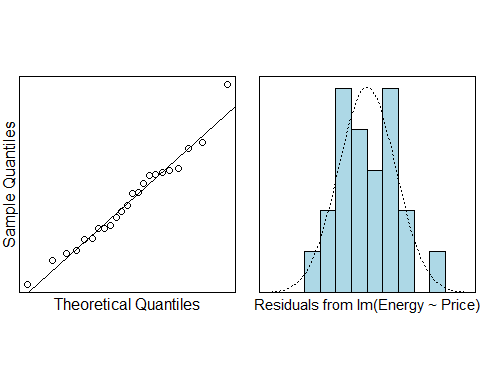 Sample Quantiles
Theoretical Quantiles
Residuals from lm(Energy ~ Price)